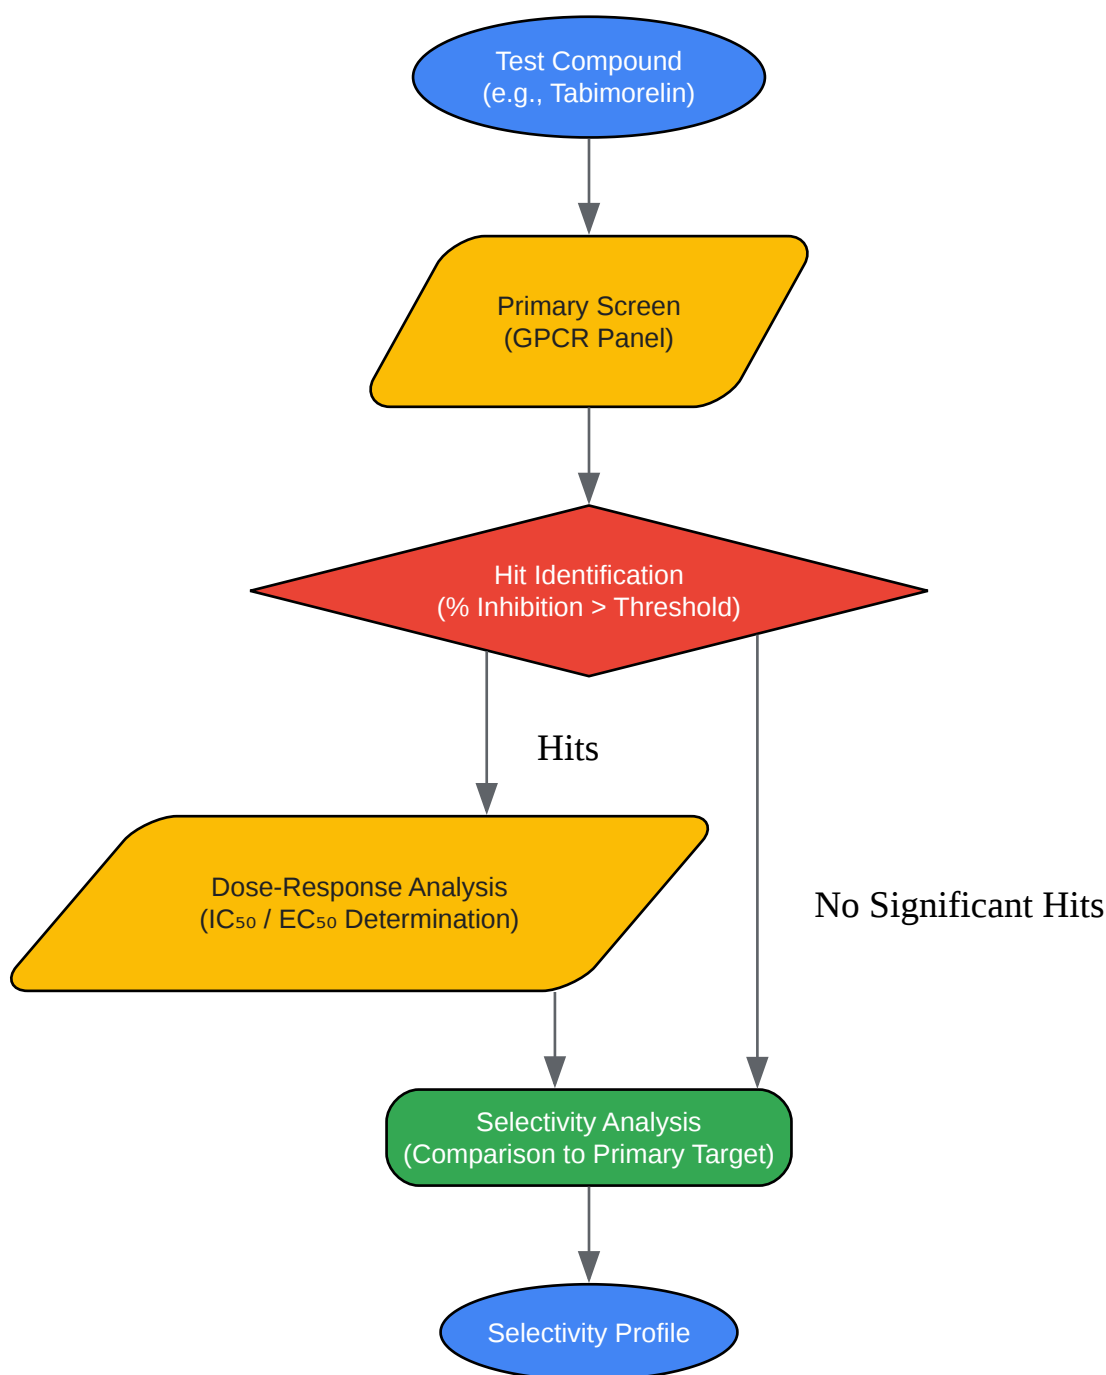 Test Compound
(e.g., Tabimorelin)
Primary Screen
(GPCR Panel)
Hit Identification
(% Inhibition > Threshold)
Hits
Dose-Response Analysis
(IC₅₀ / EC₅₀ Determination)
No Significant Hits
Selectivity Analysis
(Comparison to Primary Target)
Selectivity Profile